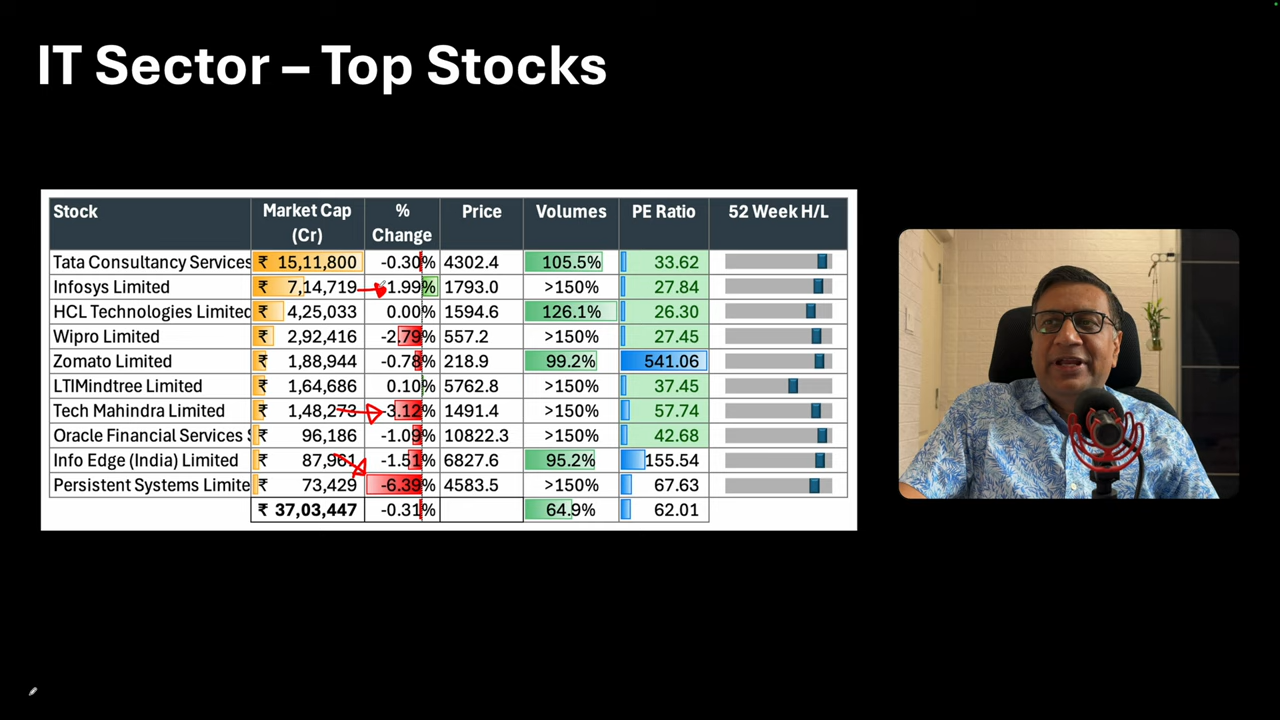 IT Sector – Top Stocks
Stock Market Cap (Cr) % Change Price Volumes PE Ratio 52 Week H/L
Tata Consultancy Services ₹ 15,11,800 -0.30% 4302.4 105.5% 33.62
Infosys Limited ₹ 7,14,719 1.99% 1793.0 >150% 27.84
HCL Technologies Limited ₹ 4,25,033 0.00% 1594.6 126.1% 26.30
Wipro Limited ₹ 2,92,416 -2.79% 557.2 >150% 27.45
Zomato Limited ₹ 1,88,944 -0.78% 218.9 99.2% 541.06
LTIMindtree Limited ₹ 1,64,686 0.10% 5762.8 >150% 37.45
Tech Mahindra Limited ₹ 1,48,273 -3.12% 1491.4 >150% 57.74
Oracle Financial Services S ₹ 96,186 -1.09% 10822.3 >150% 42.68
Info Edge (India) Limited ₹ 87,961 -1.51% 6827.6 95.2% 155.54
Persistent Systems Limite ₹ 73,429 -6.39% 4583.5 >150% 67.63
₹ 37,03,447 -0.31% 64.9% 62.01